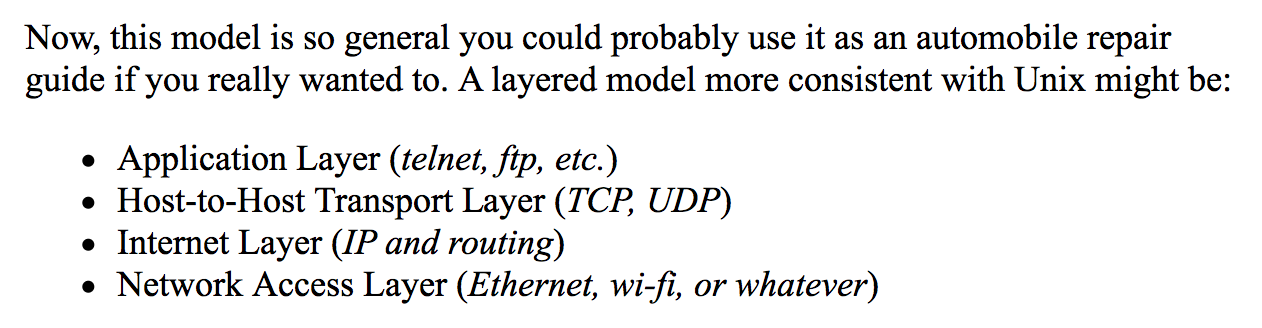 Now, this model is so general you could probably use it as an automobile repair
guide if you really wanted to. A layered model more consistent with Unix might be:
• Application Layer (telnet, ftp, etc.)
• Host-to-Host Transport Layer (TCP, UDP)
• Internet Layer (IP and routing)
• Network Access Layer (Ethernet, wi-fi, or whatever)